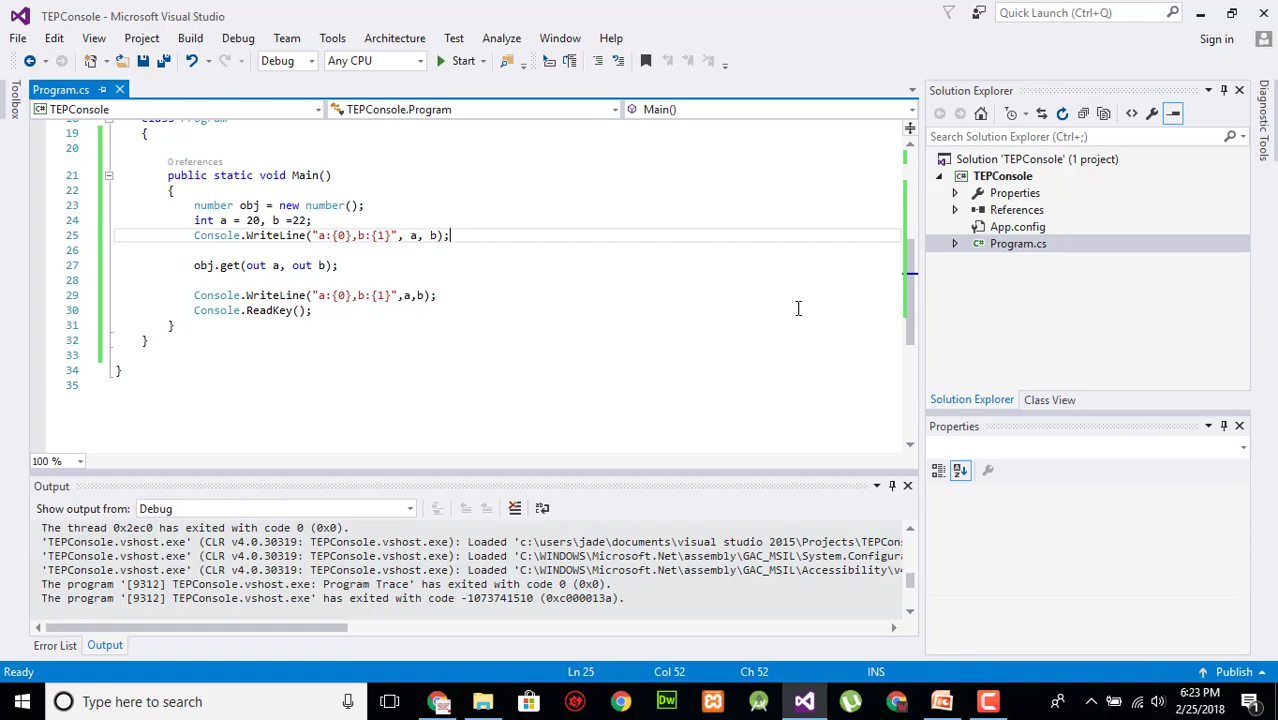 TEPConsole - Microsoft Visual Studio
Quick Launch (Ctrl+Q)
File Edit View Project Build Debug Team Tools Architecture Test Analyze Window Help
Sign in
Debug Any CPU Start
Toolbox
Program.cs
TEPConsole TEPConsole.Program Main()
19 {
20
0 references
21 public static void Main()
22 {
23 number obj = new number();
24 int a = 20, b =22;
25 Console.WriteLine("a:{0},b:{1}", a, b);
26
27 obj.get(out a, out b);
28
29 Console.WriteLine("a:{0},b:{1}",a,b);
30 Console.ReadKey();
31 }
32 }
33
34 }
35
100 %
Solution Explorer
Search Solution Explorer (Ctrl+;)
Solution 'TEPConsole' (1 project)
TEPConsole
Properties
References
App.config
Program.cs
Solution Explorer Class View
Properties
Diagnostic Tools
Output
Show output from: Debug
The thread 0x2ec0 has exited with code 0 (0x0).
'TEPConsole.vshost.exe' (CLR v4.0.30319: TEPConsole.vshost.exe): Loaded 'c:\users\jade\documents\visual studio 2015\Projects\TEPCons
'TEPConsole.vshost.exe' (CLR v4.0.30319: TEPConsole.vshost.exe): Loaded 'C:\WINDOWS\Microsoft.Net\assembly\GAC_MSIL\System.Configura
'TEPConsole.vshost.exe' (CLR v4.0.30319: TEPConsole.vshost.exe): Loaded 'C:\WINDOWS\Microsoft.Net\assembly\GAC_MSIL\Accessibility\v4
The program '[9312] TEPConsole.vshost.exe: Program Trace' has exited with code 0 (0x0).
The program '[9312] TEPConsole.vshost.exe' has exited with code -1073741510 (0xc000013a).
Error List Output
Ready Ln 25 Col 52 Ch 52 INS Publish
Type here to search
Dw
6:23 PM
2/25/2018